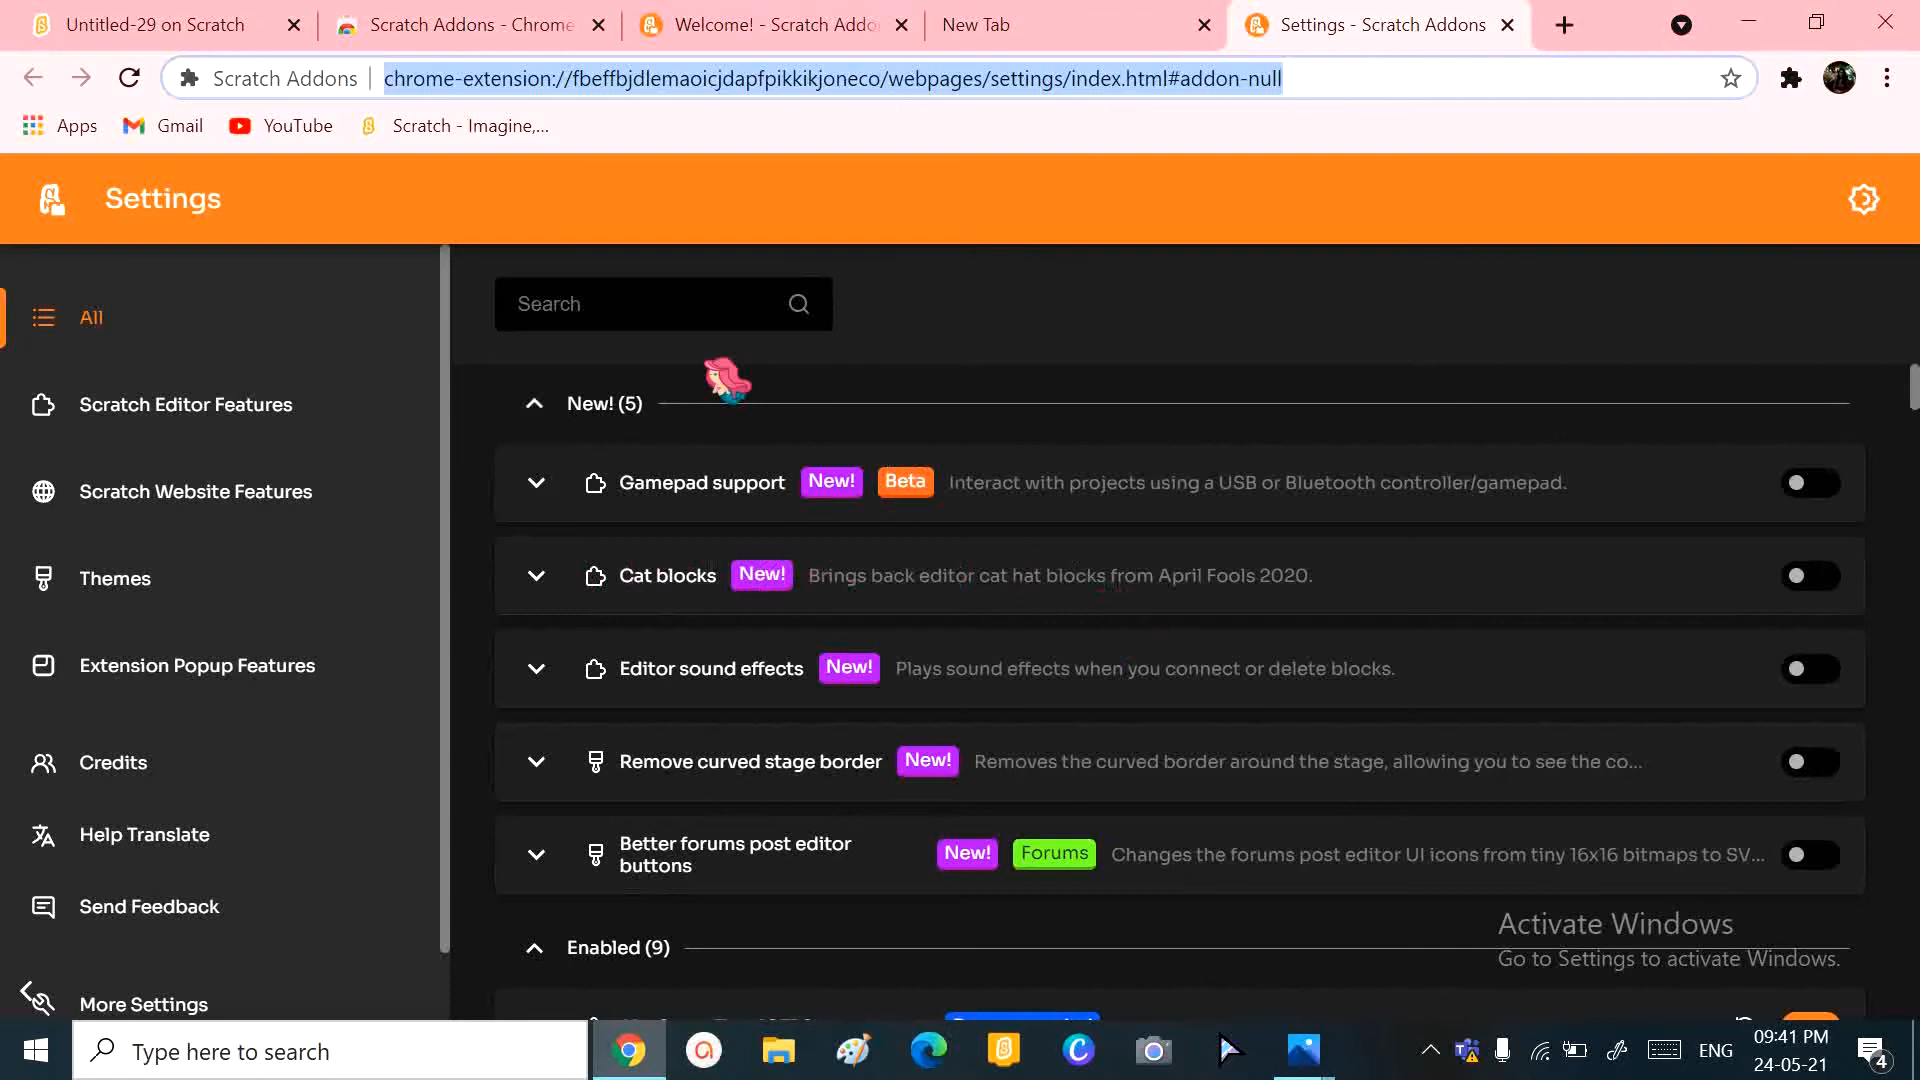 Untitled-29 on Scratch
Scratch Addons - Chrome
Welcome! - Scratch Addo
New Tab
Settings - Scratch Addons
Scratch Addons
chrome-extension://fbeffbjdlemaoicjdapfpikkikjoneco/webpages/settings/index.html#addon-null
Apps
Gmail
YouTube
Scratch - Imagine,...
Settings
All
Scratch Editor Features
Scratch Website Features
Themes
Extension Popup Features
Credits
Help Translate
Send Feedback
More Settings
Search
New! (5)
Gamepad support New! Beta Interact with projects using a USB or Bluetooth controller/gamepad.
Cat blocks New! Brings back editor cat hat blocks from April Fools 2020.
Editor sound effects New! Plays sound effects when you connect or delete blocks.
Remove curved stage border New! Removes the curved border around the stage, allowing you to see the co...
Better forums post editor
buttons
New! Forums Changes the forums post editor UI icons from tiny 16x16 bitmaps to SV...
Enabled (9)
Activate Windows
Go to Settings to activate Windows.
Type here to search
ENG
09:41 PM
24-05-21
4